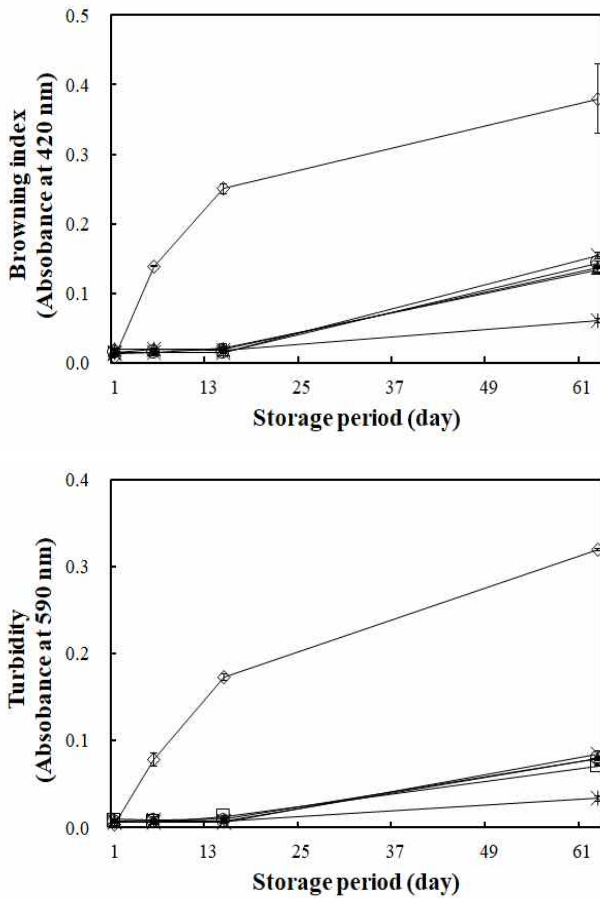 0.5
0.4
0.3
0.2
0.1
0.0
Browning index
(Absobance at 420 nm)
1 13 25 37 49 61
Storage period (day)
0.4
0.3
0.2
0.1
0.0
Turbidity
(Absobance at 590 nm)
1 13 25 37 49 61
Storage period (day)